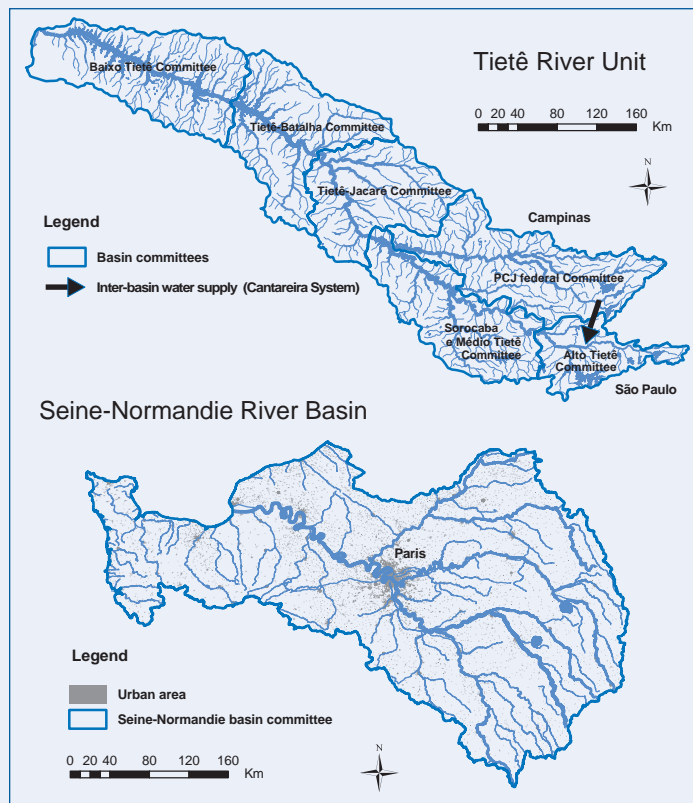 Tietê River Unit
0 20 40 80 120 160
Km
N
Baixo Tietê Committee
Tietê-Batalha Committee
Tietê-Jacaré Committee
Campinas
PCJ federal Committee
Sorocaba
e Médio Tietê
Committee
Alto Tietê
Committee
São Paulo
Legend
Basin committees
Inter-basin water supply (Cantareira System)
Seine-Normandie River Basin
Paris
Legend
Urban area
Seine-Normandie basin committee
0 20 40 80 120 160
Km
N